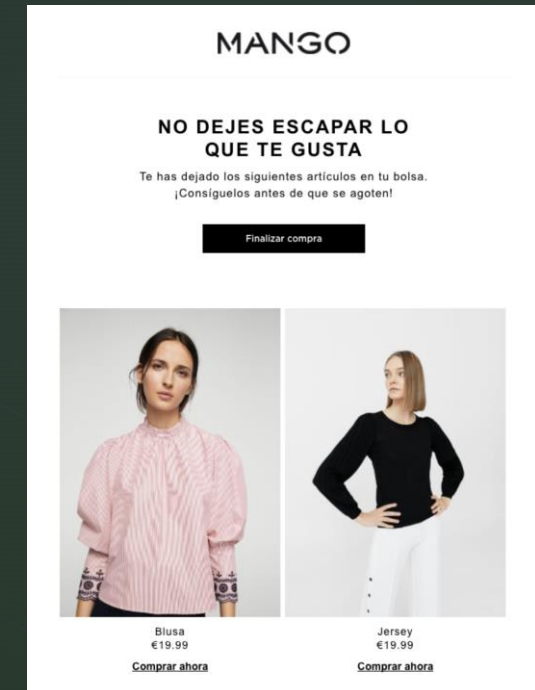 MANGO
NO DEJES ESCAPAR LO
QUE TE GUSTA
Te has dejado los siguientes artículos en tu bolsa.
¡Consíguelos antes de que se agoten!
Finalizar compra
Blusa
€19.99
Comprar ahora
Jersey
€19.99
Comprar ahora